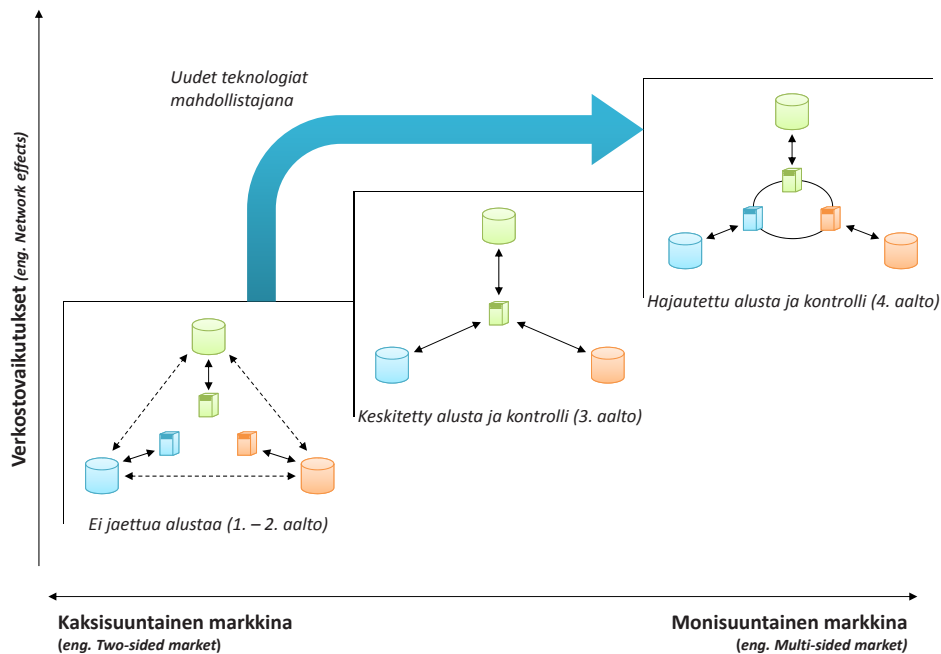 Uudet teknologiat
mahdollistajana
Verkostovaikutukset (eng. Network effects)
Hajautettu alusta ja kontrolli (4. aalto)
Keskitetty alusta ja kontrolli (3. aalto)
Ei jaettua alustaa (1. – 2. aalto)
Kaksisuuntainen markkina
(eng. Two-sided market)
Monisuuntainen markkina
(eng. Multi-sided market)